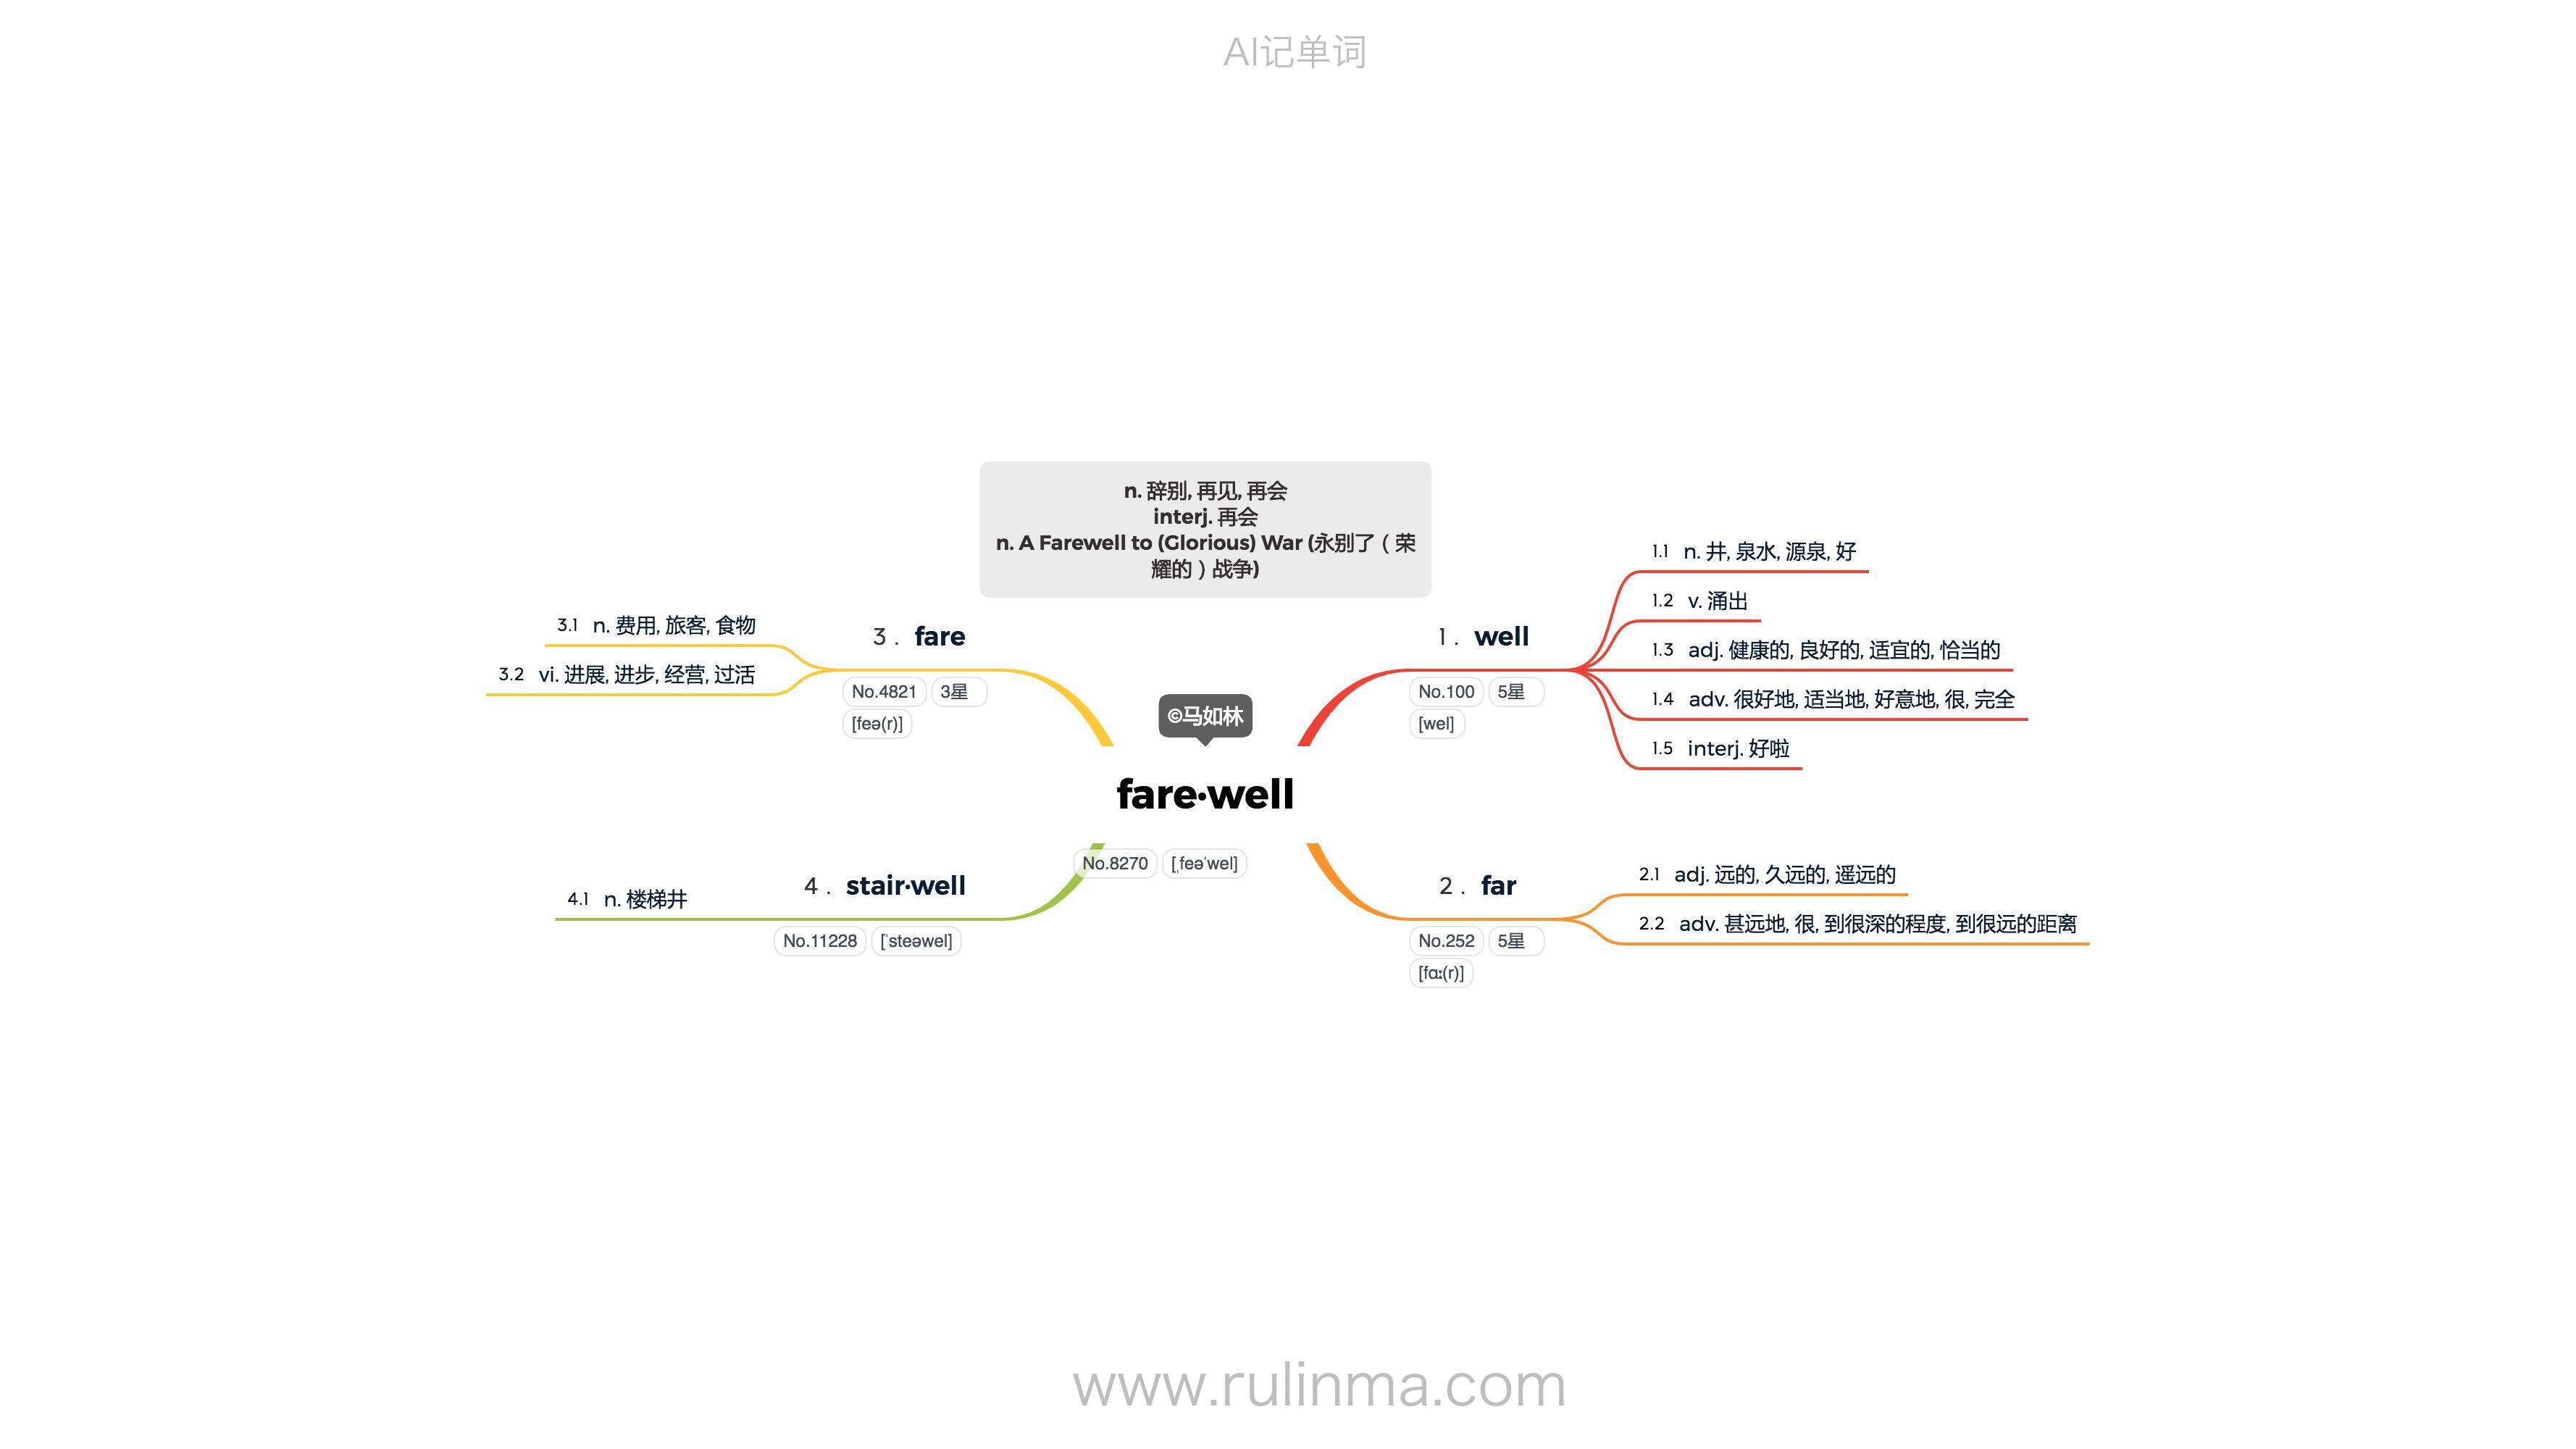 AI记单词
n. 辞别, 再见, 再会
interj. 再会
n. A Farewell to (Glorious) War (永别了（荣
耀的）战争)
©马如林
fare·well
No.8270 [ˌfeəˈwel]
1. well
No.100 5星
[wel]
1.1 n. 井, 泉水, 源泉, 好
1.2 v. 涌出
1.3 adj. 健康的, 良好的, 适宜的, 恰当的
1.4 adv. 很好地, 适当地, 好意地, 很, 完全
1.5 interj. 好啦
2. far
No.252 5星
[fɑː(r)]
2.1 adj. 远的, 久远的, 遥远的
2.2 adv. 甚远地, 很, 到很深的程度, 到很远的距离
3. fare
No.4821 3星
[feə(r)]
3.1 n. 费用, 旅客, 食物
3.2 vi. 进展, 进步, 经营, 过活
4. stair·well
No.11228 [ˈsteəwel]
4.1 n. 楼梯井
www.rulinma.com